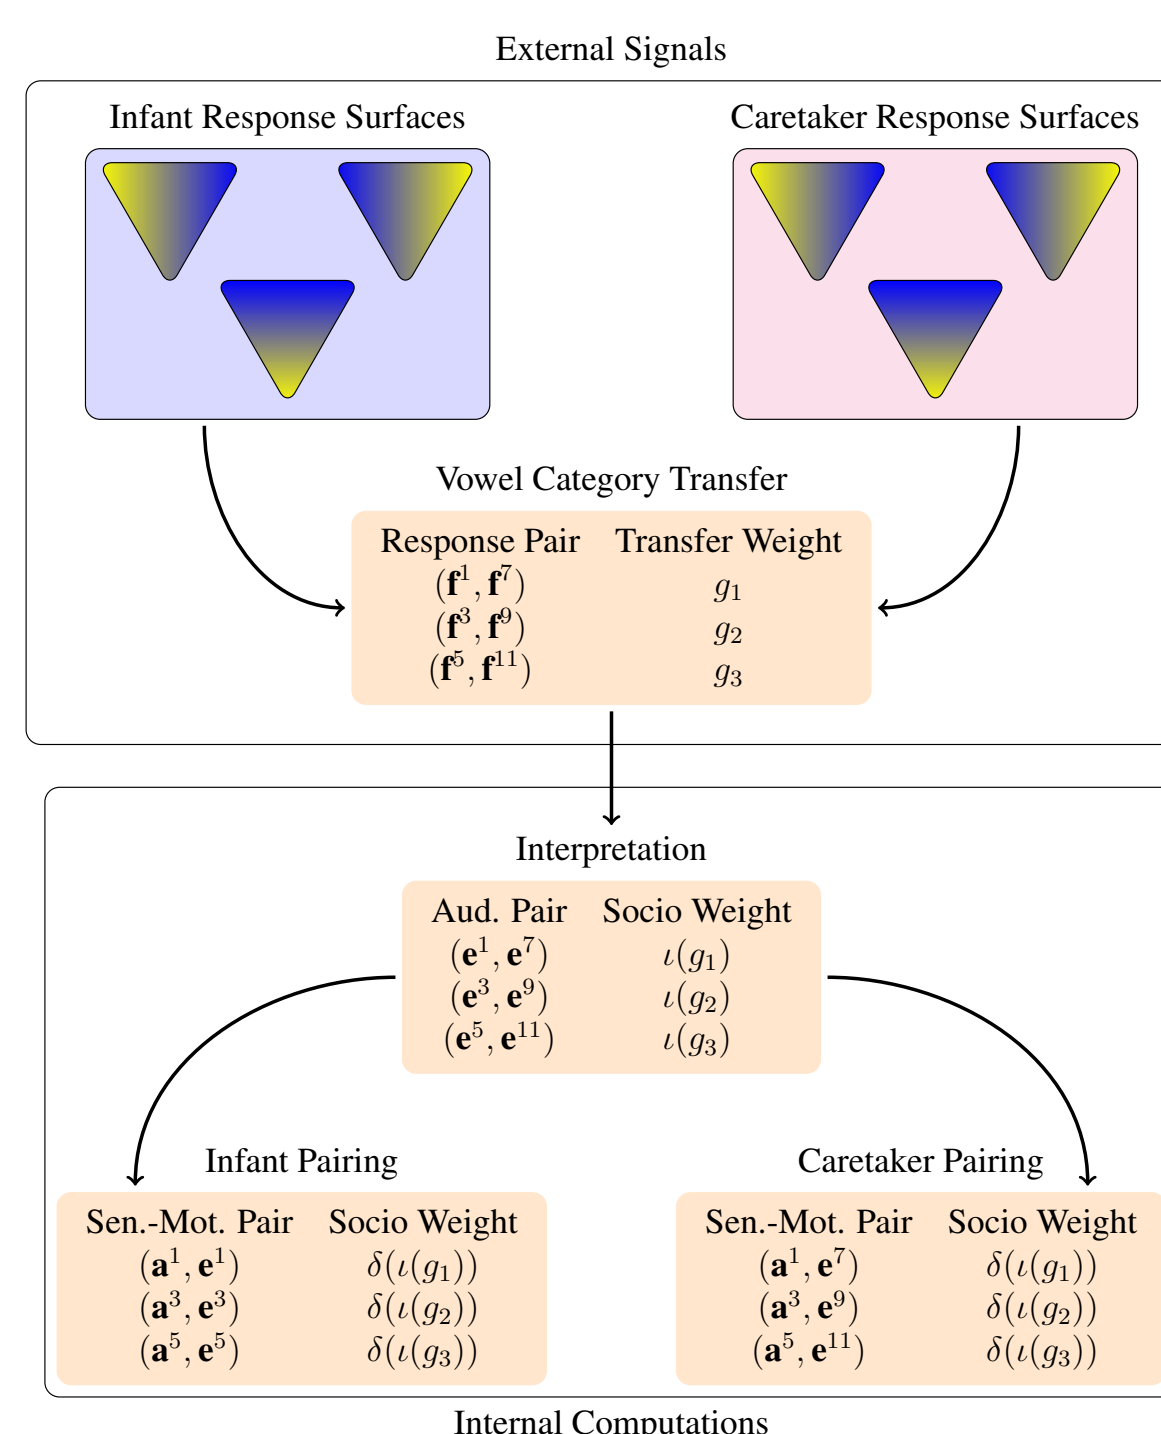 External Signals
Infant Response Surfaces Caretaker Response Surfaces
Vowel Category Transfer
Response Pair Transfer Weight
(f¹, f⁷) g₁
(f³, f⁹) g₂
(f⁵, f¹¹) g₃
Interpretation
Aud. Pair Socio Weight
(e¹, e⁷) ι(g₁)
(e³, e⁹) ι(g₂)
(e⁵, e¹¹) ι(g₃)
Infant Pairing
Sen.-Mot. Pair Socio Weight
(a¹, e¹) δ(ι(g₁))
(a³, e³) δ(ι(g₂))
(a⁵, e⁵) δ(ι(g₃))
Caretaker Pairing
Sen.-Mot. Pair Socio Weight
(a¹, e⁷) δ(ι(g₁))
(a³, e⁹) δ(ι(g₂))
(a⁵, e¹¹) δ(ι(g₃))
Internal Computations